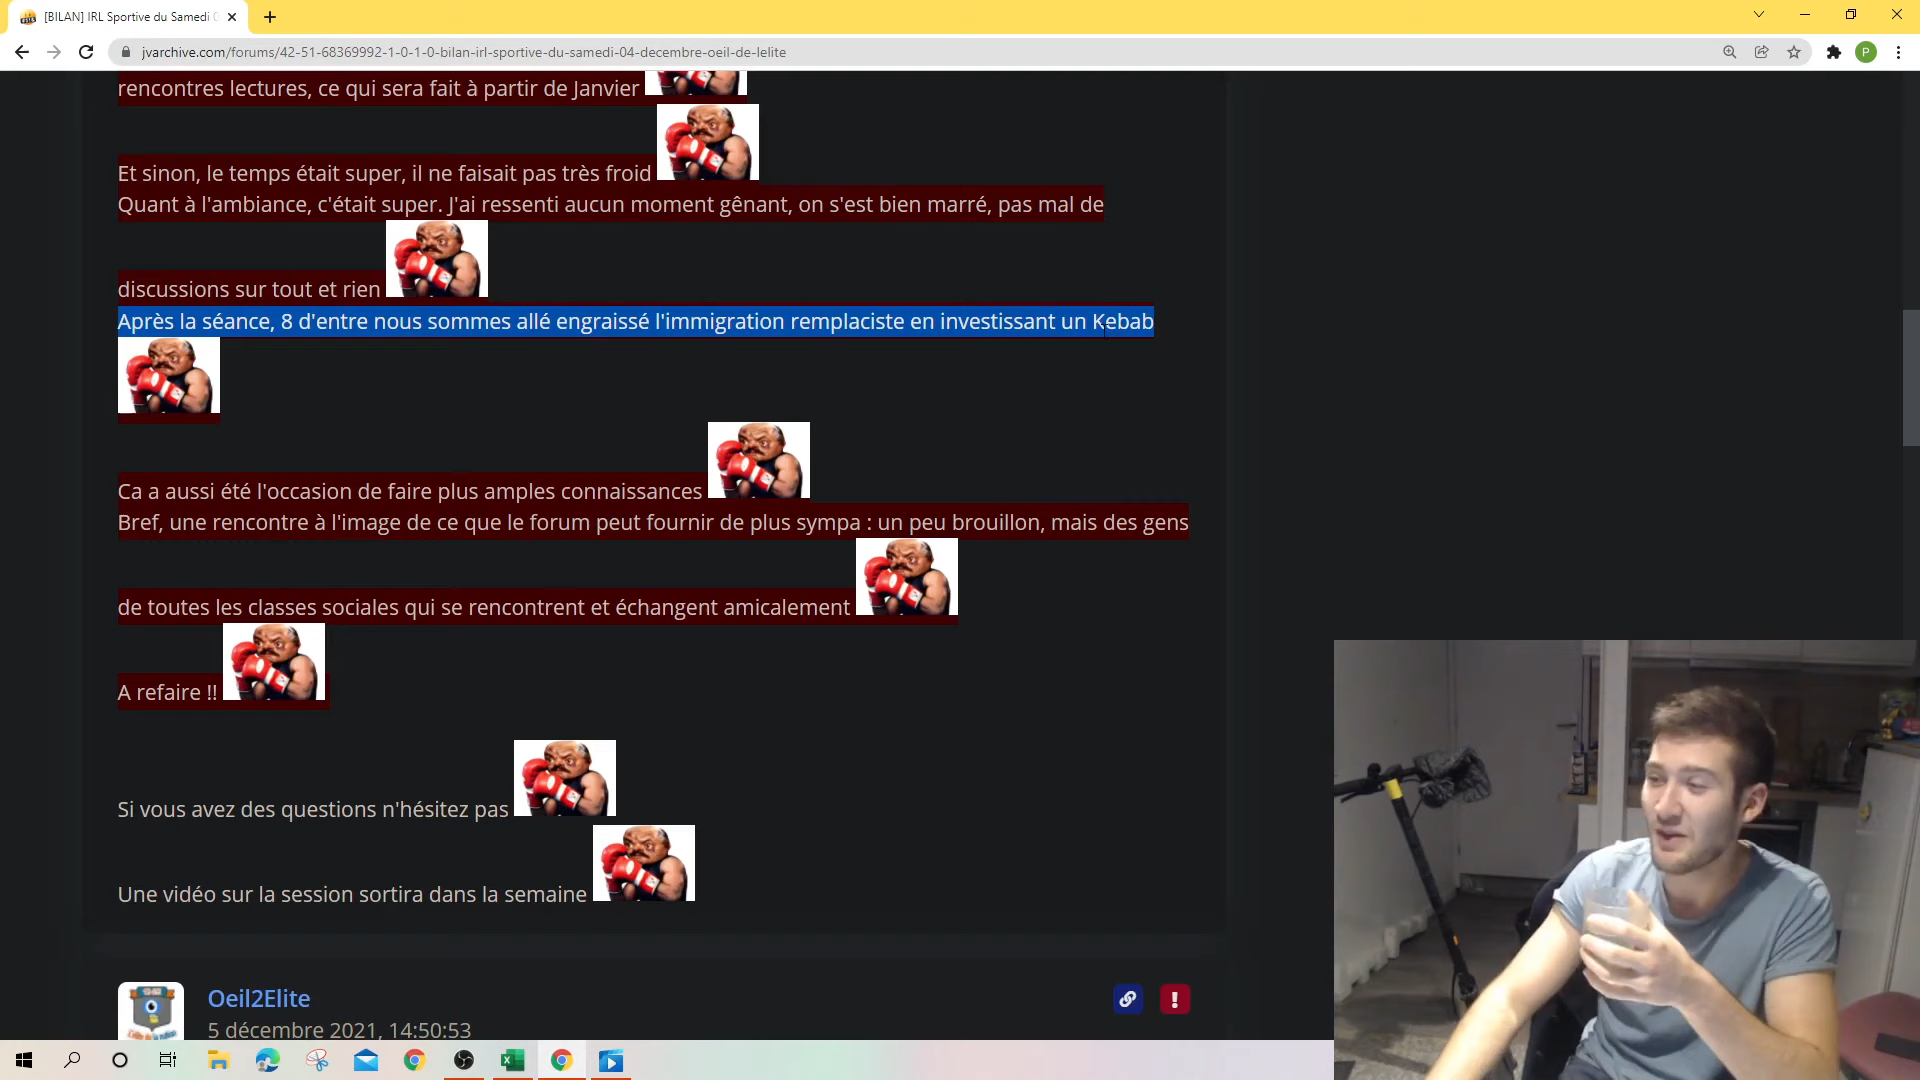 [BILAN] IRL Sportive du Samedi
jvarchive.com/forums/42-51-68369992-1-0-1-0-bilan-irl-sportive-du-samedi-04-decembre-oeil-de-lelite
P
rencontres lectures, ce qui sera fait à partir de Janvier
Et sinon, le temps était super, il ne faisait pas très froid
Quant à l'ambiance, c'était super. J'ai ressenti aucun moment gênant, on s'est bien marré, pas mal de
discussions sur tout et rien
Après la séance, 8 d'entre nous sommes allé engraissé l'immigration remplaciste en investissant un Kebab
Ca a aussi été l'occasion de faire plus amples connaissances
Bref, une rencontre à l'image de ce que le forum peut fournir de plus sympa : un peu brouillon, mais des gens
de toutes les classes sociales qui se rencontrent et échangent amicalement
A refaire !!
Si vous avez des questions n'hésitez pas
Une vidéo sur la session sortira dans la semaine
Oeil2Elite
5 décembre 2021, 14:50:53